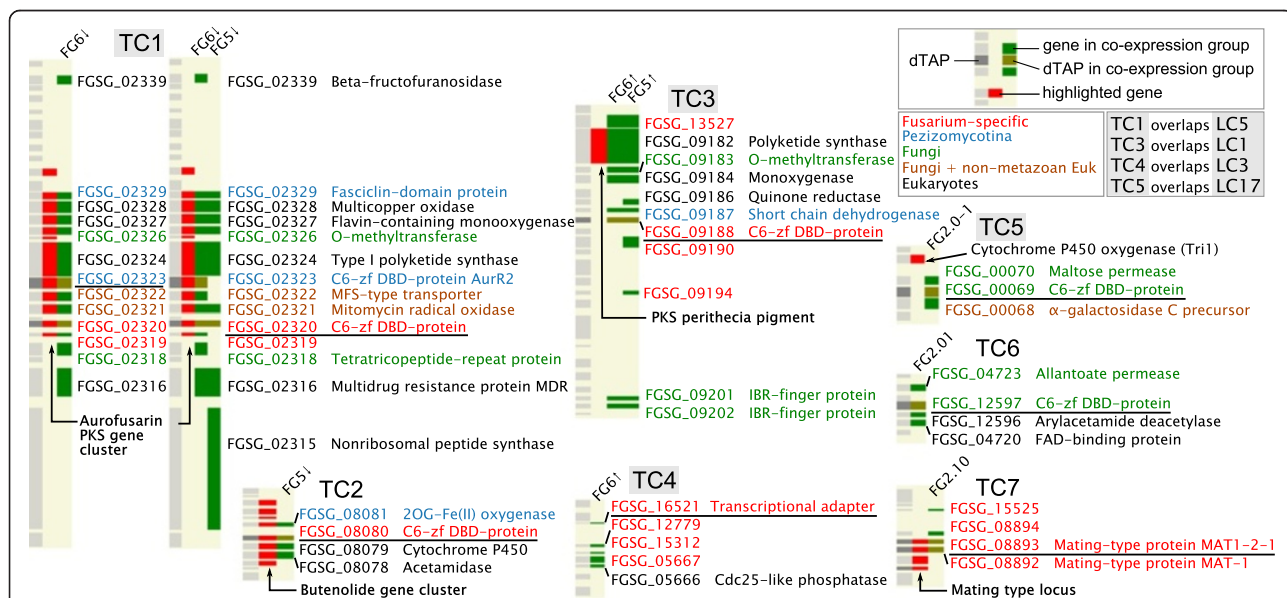 TC1
FG6↓
FG6↓
FG5↓
FGSG_02339 FGSG_02339 Beta-fructofuranosidase
FGSG_02329 FGSG_02329 Fasciclin-domain protein
FGSG_02328 FGSG_02328 Multicopper oxidase
FGSG_02327 FGSG_02327 Flavin-containing monooxygenase
FGSG_02326 FGSG_02326 O-methyltransferase
FGSG_02324 FGSG_02324 Type I polyketide synthase
FGSG_02323 FGSG_02323 C6-zf DBD-protein AurR2
FGSG_02322 FGSG_02322 MFS-type transporter
FGSG_02321 FGSG_02321 Mitomycin radical oxidase
FGSG_02320 FGSG_02320 C6-zf DBD-protein
FGSG_02319 FGSG_02319
FGSG_02318 FGSG_02318 Tetratricopeptide-repeat protein
FGSG_02316 FGSG_02316 Multidrug resistance protein MDR
Aurofusarin
PKS gene
cluster
FGSG_02315 Nonribosomal peptide synthase
TC2
FG5↓
FGSG_08081 2OG-Fe(II) oxygenase
FGSG_08080 C6-zf DBD-protein
FGSG_08079 Cytochrome P450
FGSG_08078 Acetamidase
Butenolide gene cluster
TC3
FG6↑
FG5↑
FGSG_13527
FGSG_09182 Polyketide synthase
FGSG_09183 O-methyltransferase
FGSG_09184 Monoxygenase
FGSG_09186 Quinone reductase
FGSG_09187 Short chain dehydrogenase
FGSG_09188 C6-zf DBD-protein
FGSG_09190
FGSG_09194
PKS perithecia pigment
FGSG_09201 IBR-finger protein
FGSG_09202 IBR-finger protein
TC4
FG6↑
FGSG_16521 Transcriptional adapter
FGSG_12779
FGSG_15312
FGSG_05667
FGSG_05666 Cdc25-like phosphatase
dTAP
gene in co-expression group
dTAP in co-expression group
highlighted gene
Fusarium-specific
Pezizomycotina
Fungi
Fungi + non-metazoan Euk
Eukaryotes
TC1 overlaps LC5
TC3 overlaps LC1
TC4 overlaps LC3
TC5 overlaps LC17
TC5
FG2.0-1
Cytochrome P450 oxygenase (Tri1)
FGSG_00070 Maltose permease
FGSG_00069 C6-zf DBD-protein
FGSG_00068 α-galactosidase C precursor
TC6
FG2.01
FGSG_04723 Allantoate permease
FGSG_12597 C6-zf DBD-protein
FGSG_12596 Arylacetamide deacetylase
FGSG_04720 FAD-binding protein
TC7
FG2.10
FGSG_15525
FGSG_08894
FGSG_08893 Mating-type protein MAT1-2-1
FGSG_08892 Mating-type protein MAT-1
Mating type locus